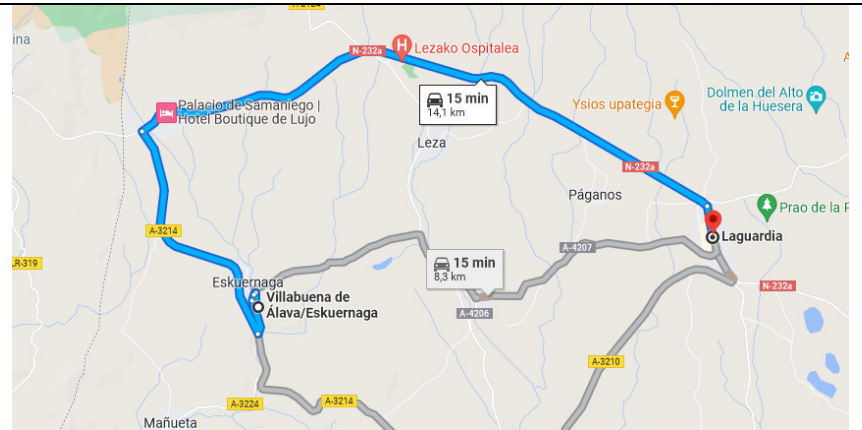 ina
A-2124
N-232a
Lezako Ospitalea
15 min
14,1 km
Palacio de Samaniego |
Hotel Boutique de Lujo
Ysios upategia
Dolmen del Alto
de la Huesera
Leza
N-232a
Páganos
Prao de la P
A-3214
Laguardia
LR-319
A-4207
15 min
8,3 km
Eskuernaga
Villabuena de
Álava/Eskuernaga
N-232a
A-4206
A-3210
A-3224
A-3214
Mañueta